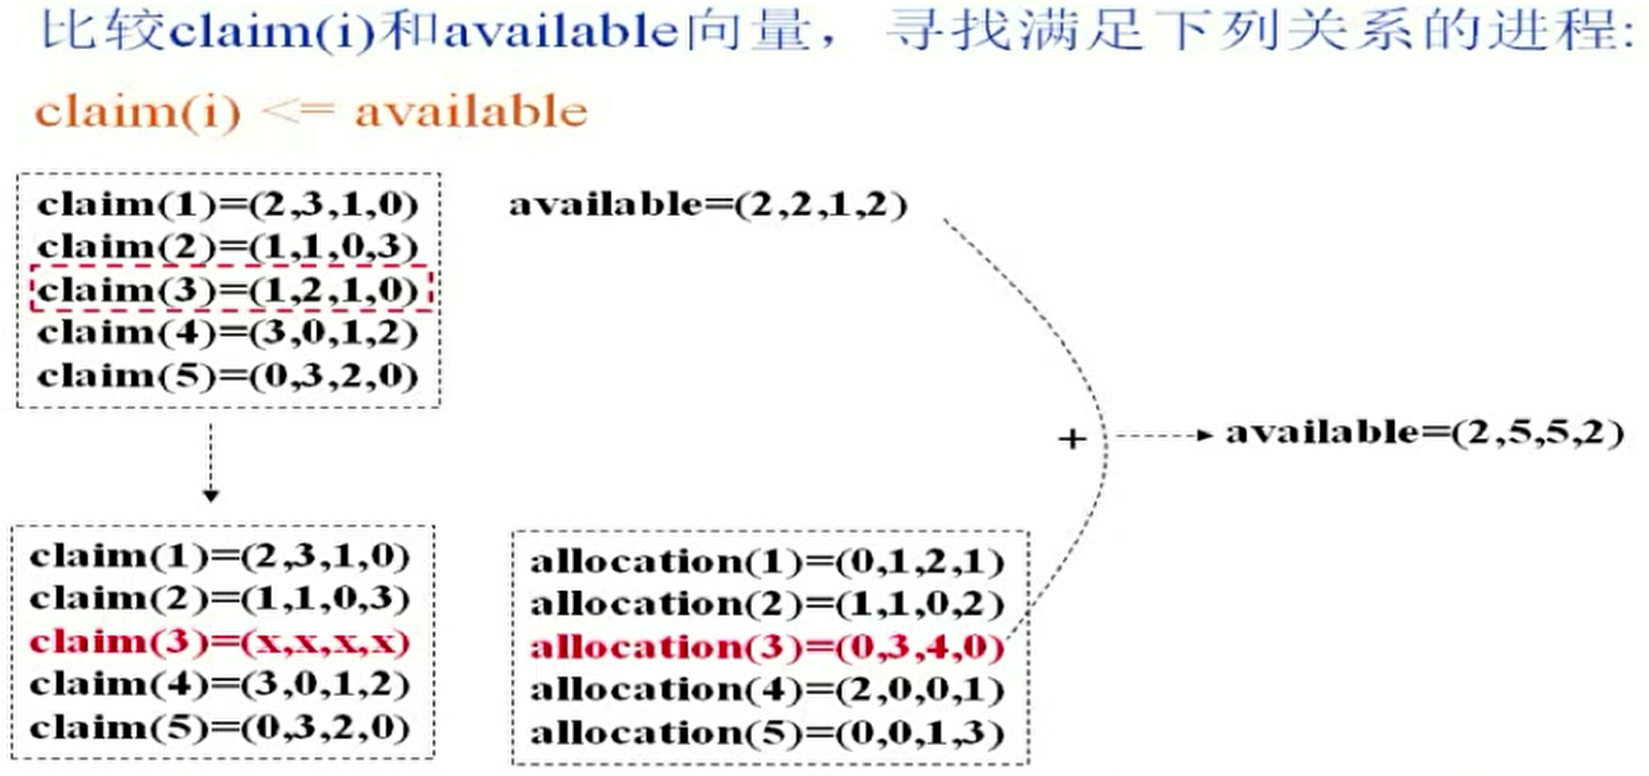 比较claim(i)和available向量，寻找满足下列关系的进程:
claim(i) <= available
claim(1)=(2,3,1,0)
claim(2)=(1,1,0,3)
claim(3)=(1,2,1,0)
claim(4)=(3,0,1,2)
claim(5)=(0,3,2,0)
available=(2,2,1,2)
+
available=(2,5,5,2)
claim(1)=(2,3,1,0)
claim(2)=(1,1,0,3)
claim(3)=(x,x,x,x)
claim(4)=(3,0,1,2)
claim(5)=(0,3,2,0)
allocation(1)=(0,1,2,1)
allocation(2)=(1,1,0,2)
allocation(3)=(0,3,4,0)
allocation(4)=(2,0,0,1)
allocation(5)=(0,0,1,3)